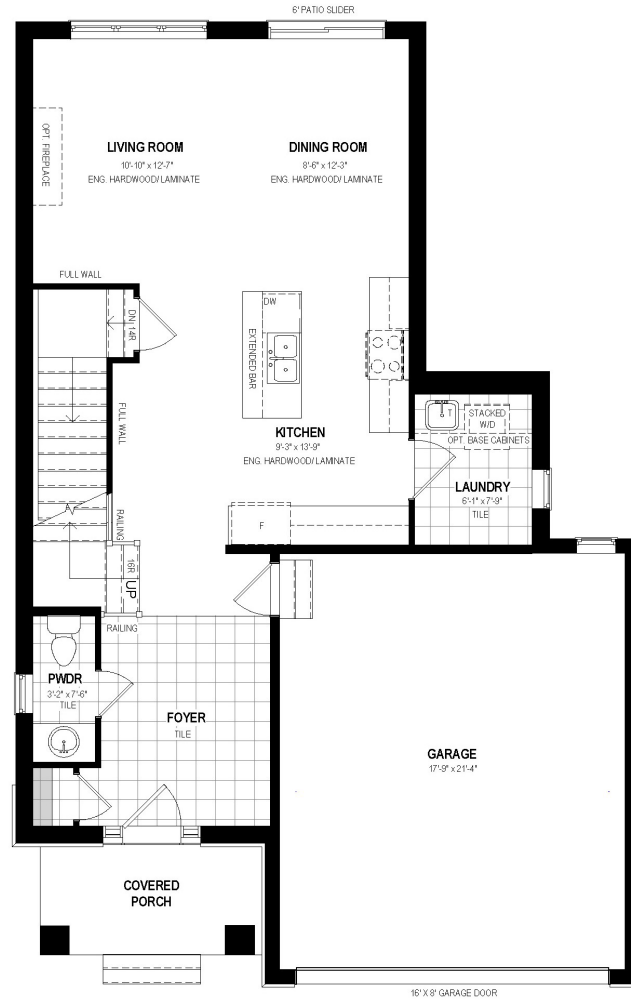 6' PATIO SLIDER
LIVING ROOM
10'-10" x 12'-7"
ENG. HARDWOOD/ LAMINATE
DINING ROOM
8'-6" x 12'-3"
ENG. HARDWOOD/ LAMINATE
OPT. FIREPLACE
FULL WALL
DN 14R
DW
EXTENDED BAR
FULL WALL
KITCHEN
9'-3" x 13'-9"
ENG. HARDWOOD/LAMINATE
T
STACKED
W/D
OPT. BASE CABINETS
LAUNDRY
6'-1" x 7'-9"
TILE
F
RAILING
16R
UP
RAILING
PWDR
3'-2" x 7'-6"
TILE
FOYER
TILE
GARAGE
17'-9" x 21'-4"
COVERED
PORCH
16' X 8' GARAGE DOOR